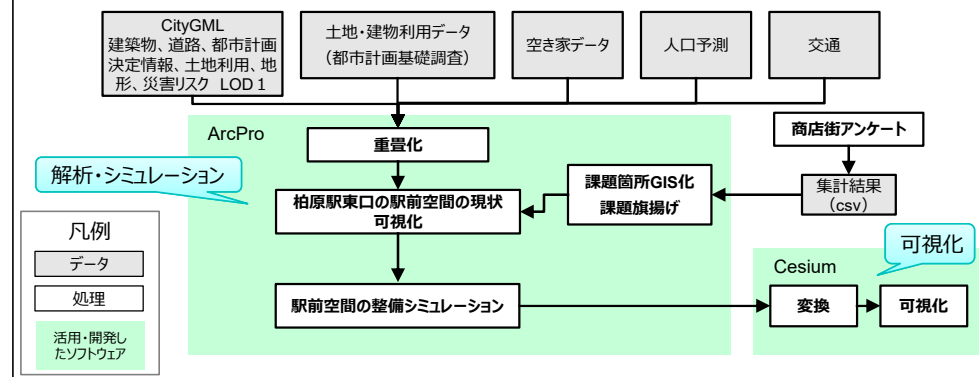 CityGML
建築物、道路、都市計画
決定情報、土地利用、地
形、災害リスク LOD１
土地・建物利用データ
（都市計画基礎調査）
空き家データ
人口予測
交通
ArcPro
重畳化
商店街アンケート
解析・シミュレーション
課題箇所GIS化
課題旗揚げ
集計結果
（csv）
柏原駅東口の駅前空間の現状
可視化
凡例
データ
処理
活用・開発し
たソフトウェア
可視化
Cesium
駅前空間の整備シミュレーション
変換
可視化